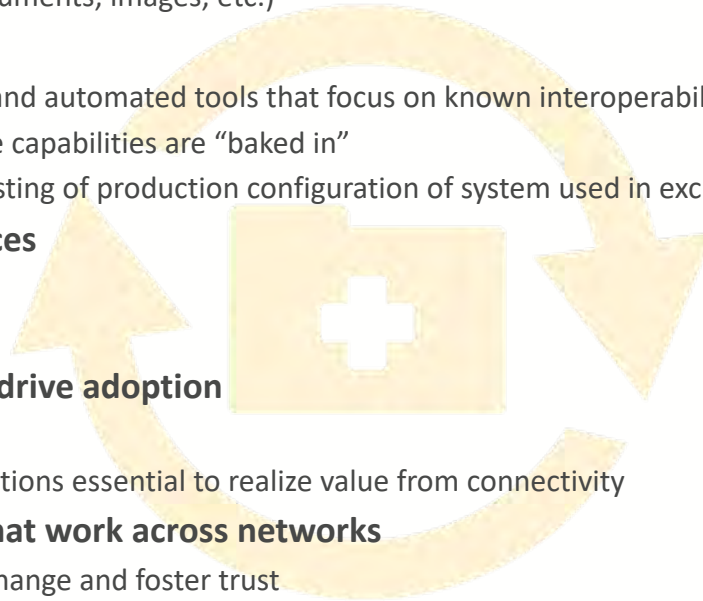 uments, images, etc.)
and automated tools that focus on known interoperabil
e capabilities are “baked in”
sting of production configuration of system used in exc
ces
drive adoption
tions essential to realize value from connectivity
hat work across networks
hange and foster trust